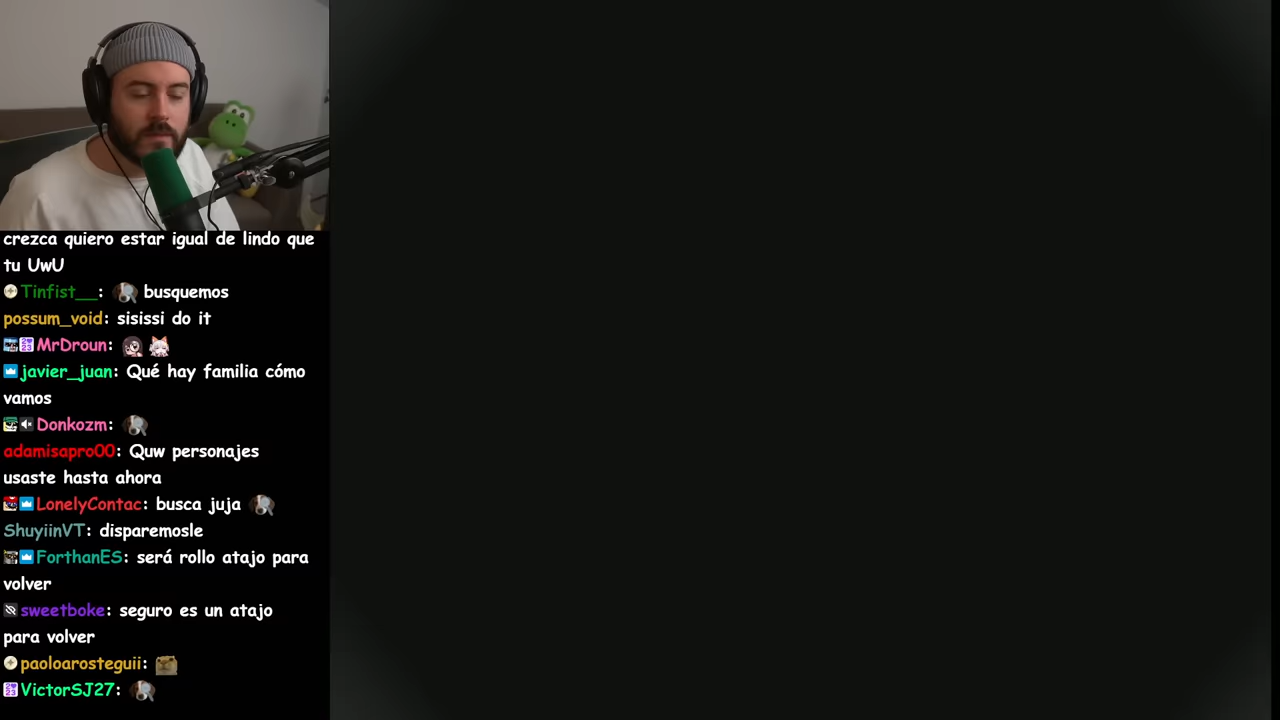 crezca quiero estar igual de lindo que
tu UwU
Tinfist__: busquemos
possum_void: sisissi do it
MrDroun:
javier_juan: Qué hay familia cómo
vamos
Donkozm:
adamisapro00: Quw personajes
usaste hasta ahora
LonelyContac: busca juja
ShuyiinVT: disparemosle
ForthanES: será rollo atajo para
volver
sweetboke: seguro es un atajo
para volver
paoloarosteguii:
VictorSJ27: